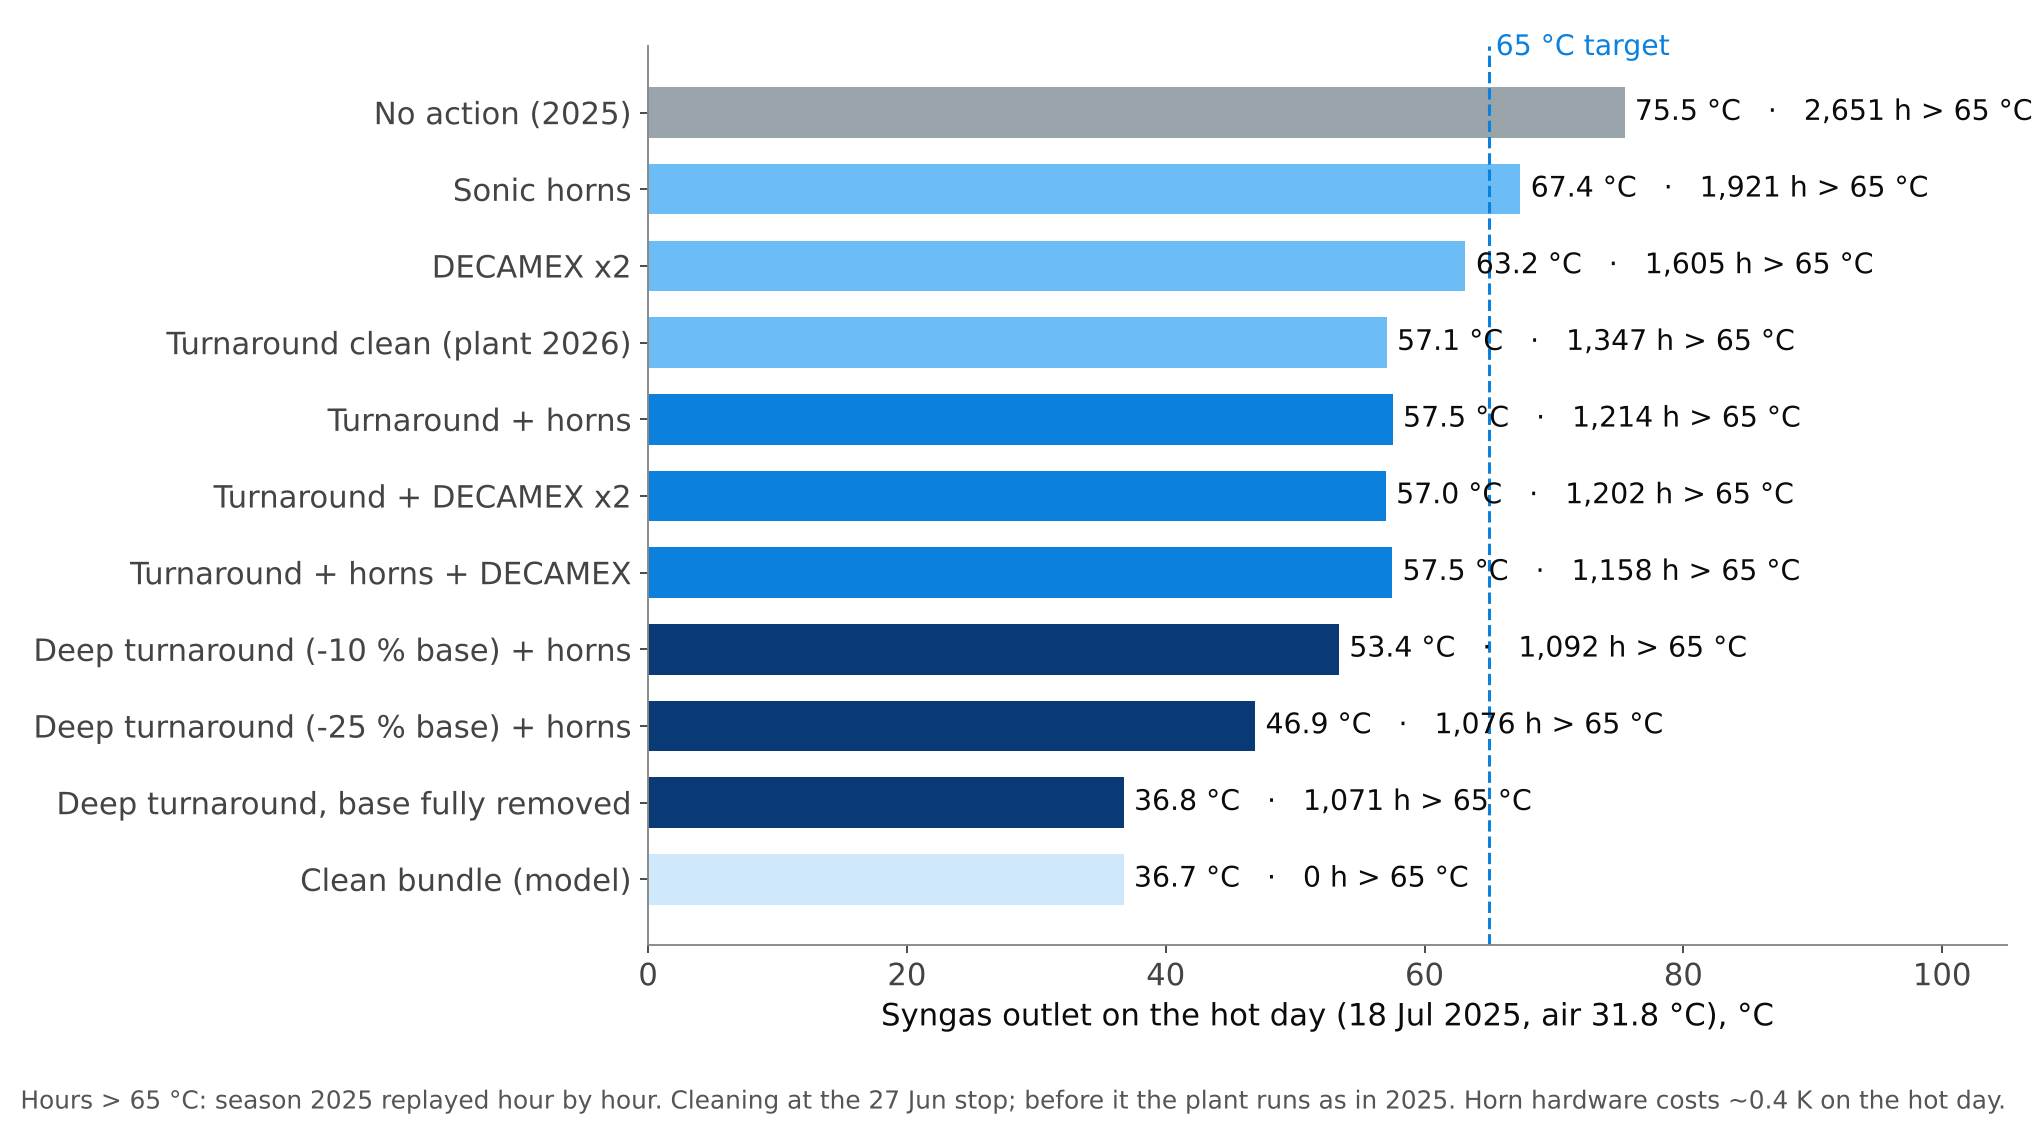 65 °C target
No action (2025) 75.5 °C · 2,651 h > 65 °C
Sonic horns 67.4 °C · 1,921 h > 65 °C
DECAMEX x2 63.2 °C · 1,605 h > 65 °C
Turnaround clean (plant 2026) 57.1 °C · 1,347 h > 65 °C
Turnaround + horns 57.5 °C · 1,214 h > 65 °C
Turnaround + DECAMEX x2 57.0 °C · 1,202 h > 65 °C
Turnaround + horns + DECAMEX 57.5 °C · 1,158 h > 65 °C
Deep turnaround (-10 % base) + horns 53.4 °C · 1,092 h > 65 °C
Deep turnaround (-25 % base) + horns 46.9 °C · 1,076 h > 65 °C
Deep turnaround, base fully removed 36.8 °C · 1,071 h > 65 °C
Clean bundle (model) 36.7 °C · 0 h > 65 °C
0 20 40 60 80 100
Syngas outlet on the hot day (18 Jul 2025, air 31.8 °C), °C
Hours > 65 °C: season 2025 replayed hour by hour. Cleaning at the 27 Jun stop; before it the plant runs as in 2025. Horn hardware costs ~0.4 K on the hot day.